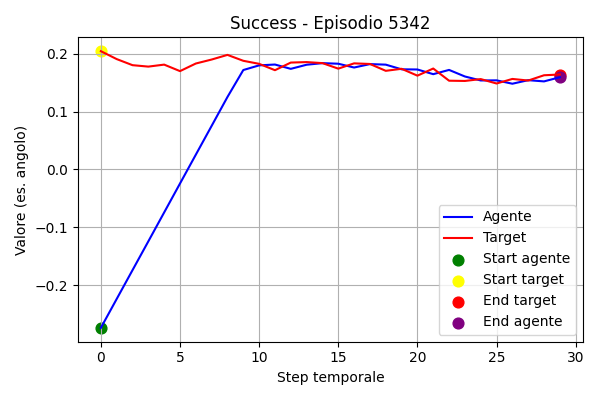 Success - Episodio 5342
Valore (es. angolo)
0.2
0.1
0.0
−0.1
−0.2
0
5
10
15
20
25
30
Step temporale
Agente
Target
Start agente
Start target
End target
End agente